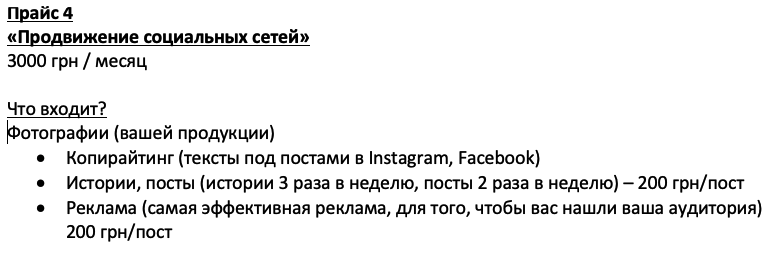 Прайс 4
«Продвижение социальных сетей»
3000 грн / месяц
Что входит?
Фотографии (вашей продукции)
• Копирайтинг (тексты под постами в Instagram, Facebook)
• Истории, посты (истории 3 раза в неделю, посты 2 раза в неделю) – 200 грн/пост
• Реклама (самая эффективная реклама, для того, чтобы вас нашли ваша аудитория)
200 грн/пост